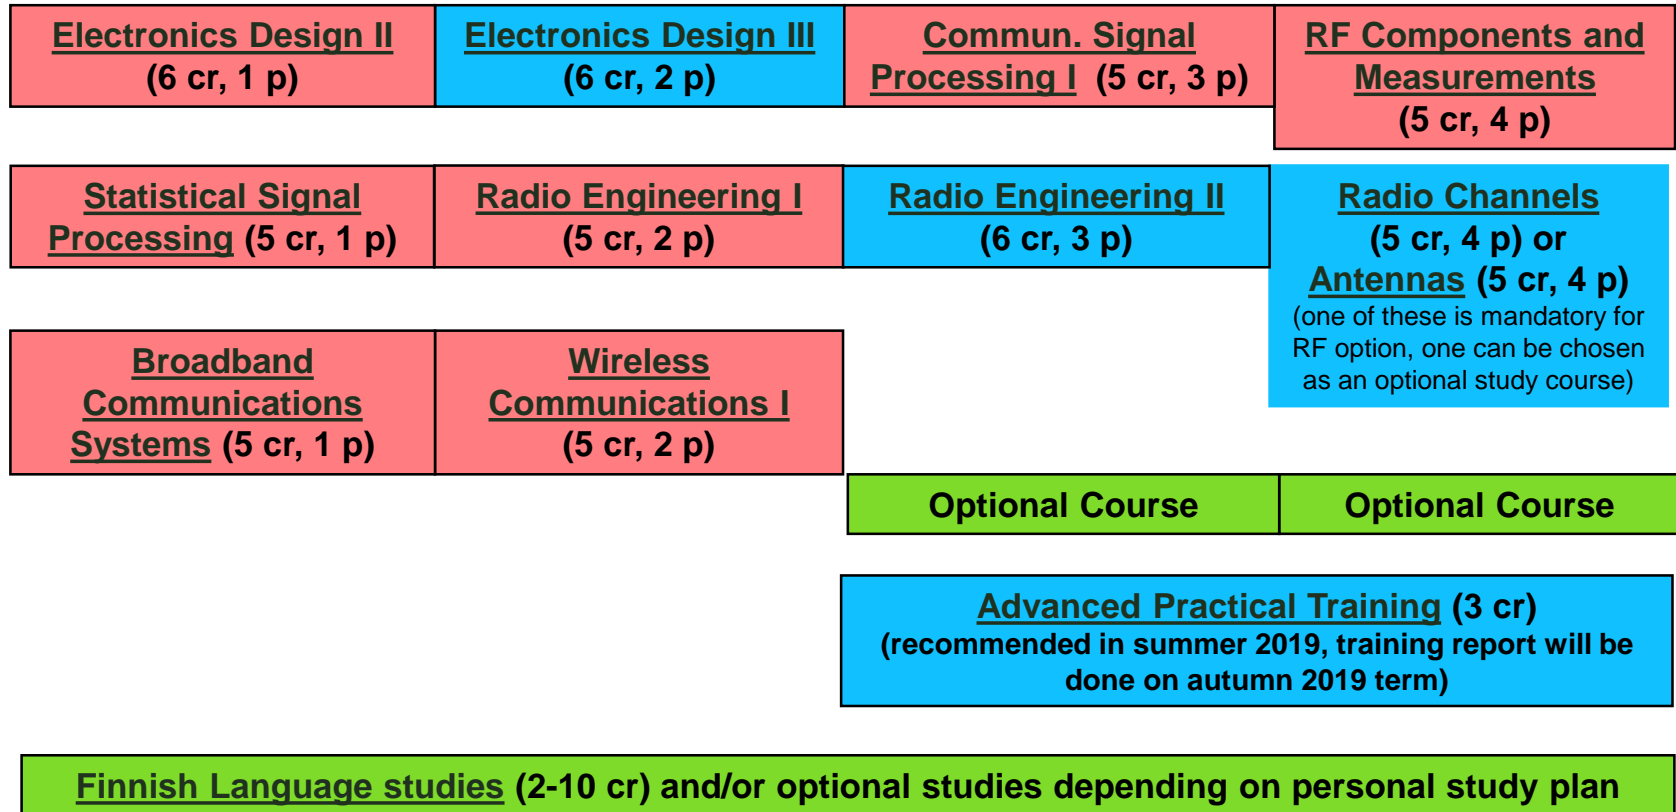 Electronics Design II
(6 cr, 1 p)
Electronics Design III
(6 cr, 2 p)
Commun. Signal
Processing I (5 cr, 3 p)
RF Components and
Measurements
(5 cr, 4 p)
Statistical Signal
Processing (5 cr, 1 p)
Radio Engineering I
(5 cr, 2 p)
Radio Engineering II
(6 cr, 3 p)
Radio Channels
(5 cr, 4 p) or
Antennas (5 cr, 4 p)
(one of these is mandatory for
RF option, one can be chosen
as an optional study course)
Broadband
Communications
Systems (5 cr, 1 p)
Wireless
Communications I
(5 cr, 2 p)
Optional Course
Optional Course
Advanced Practical Training (3 cr)
(recommended in summer 2019, training report will be
done on autumn 2019 term)
Finnish Language studies (2-10 cr) and/or optional studies depending on personal study plan